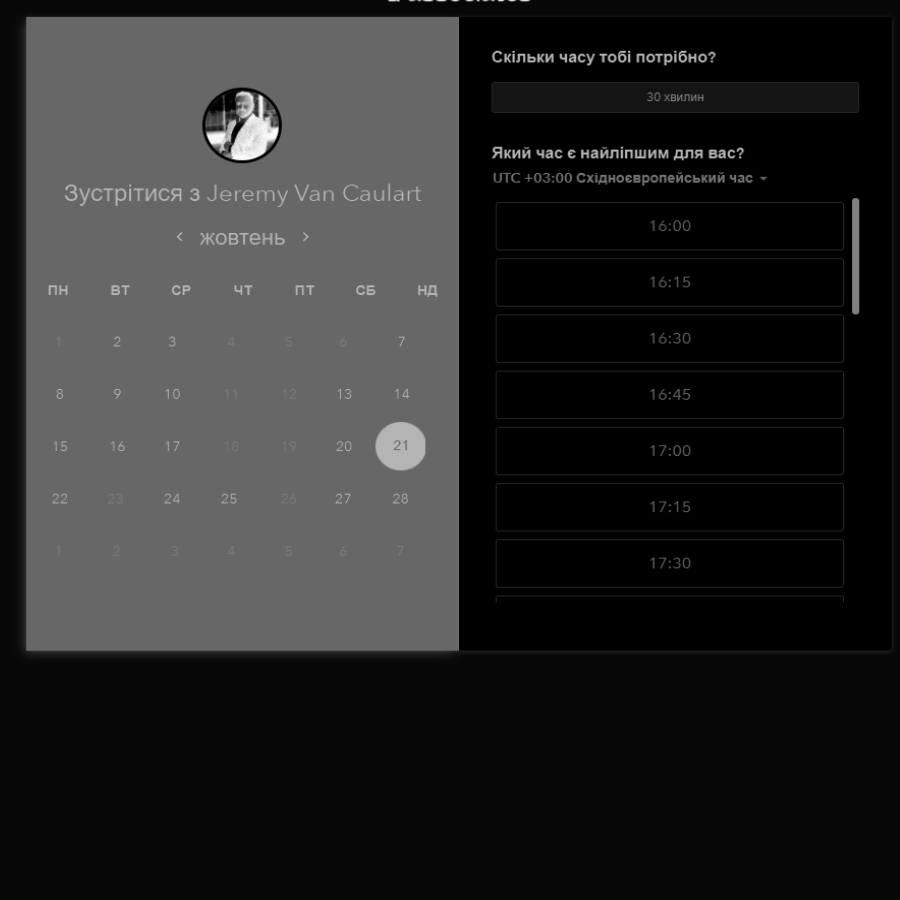 Зустрітися з Jeremy Van Caulart
жовтень
ПН ВТ СР ЧТ ПТ СБ НД
1 2 3 4 5 6 7
8 9 10 11 12 13 14
15 16 17 18 19 20 21
22 23 24 25 26 27 28
1 2 3 4 5 6 7
Скільки часу тобі потрібно?
30 хвилин
Який час є найліпшим для вас?
UTC +03:00 Східноєвропейський час
16:00
16:15
16:30
16:45
17:00
17:15
17:30